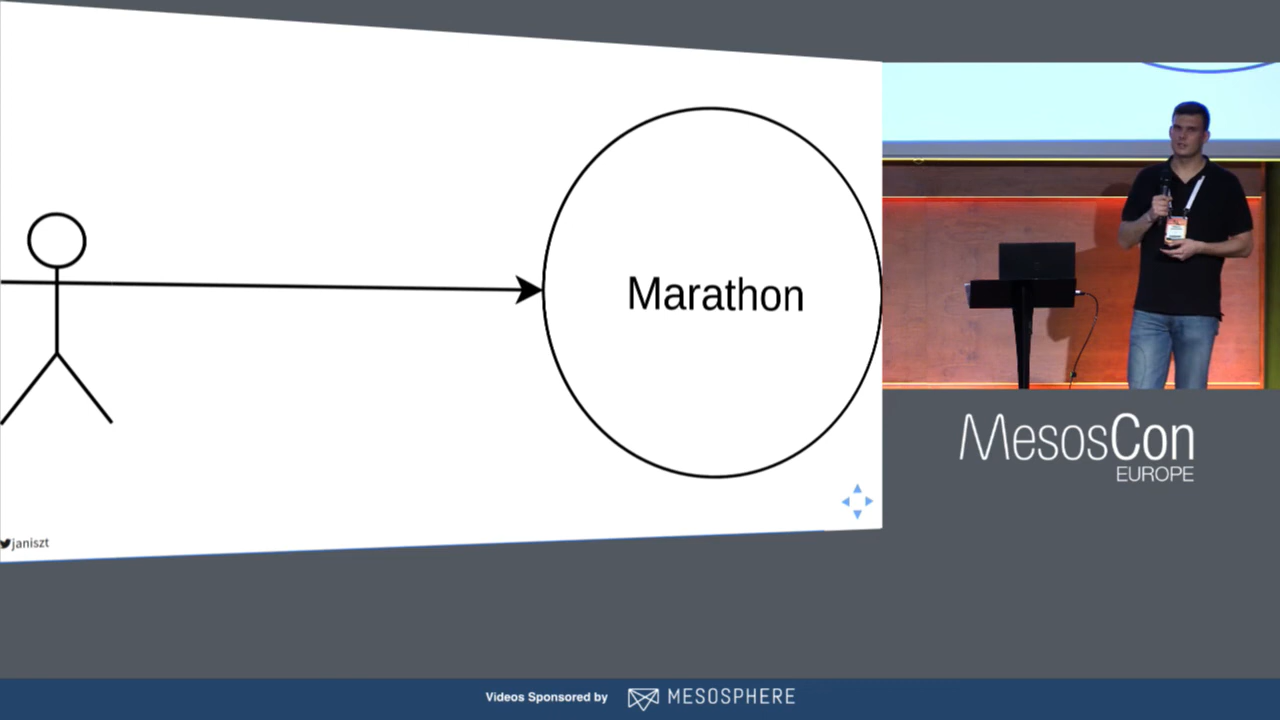 Marathon
janiszt
MesosCon
EUROPE
Videos Sponsored by MESOSPHERE